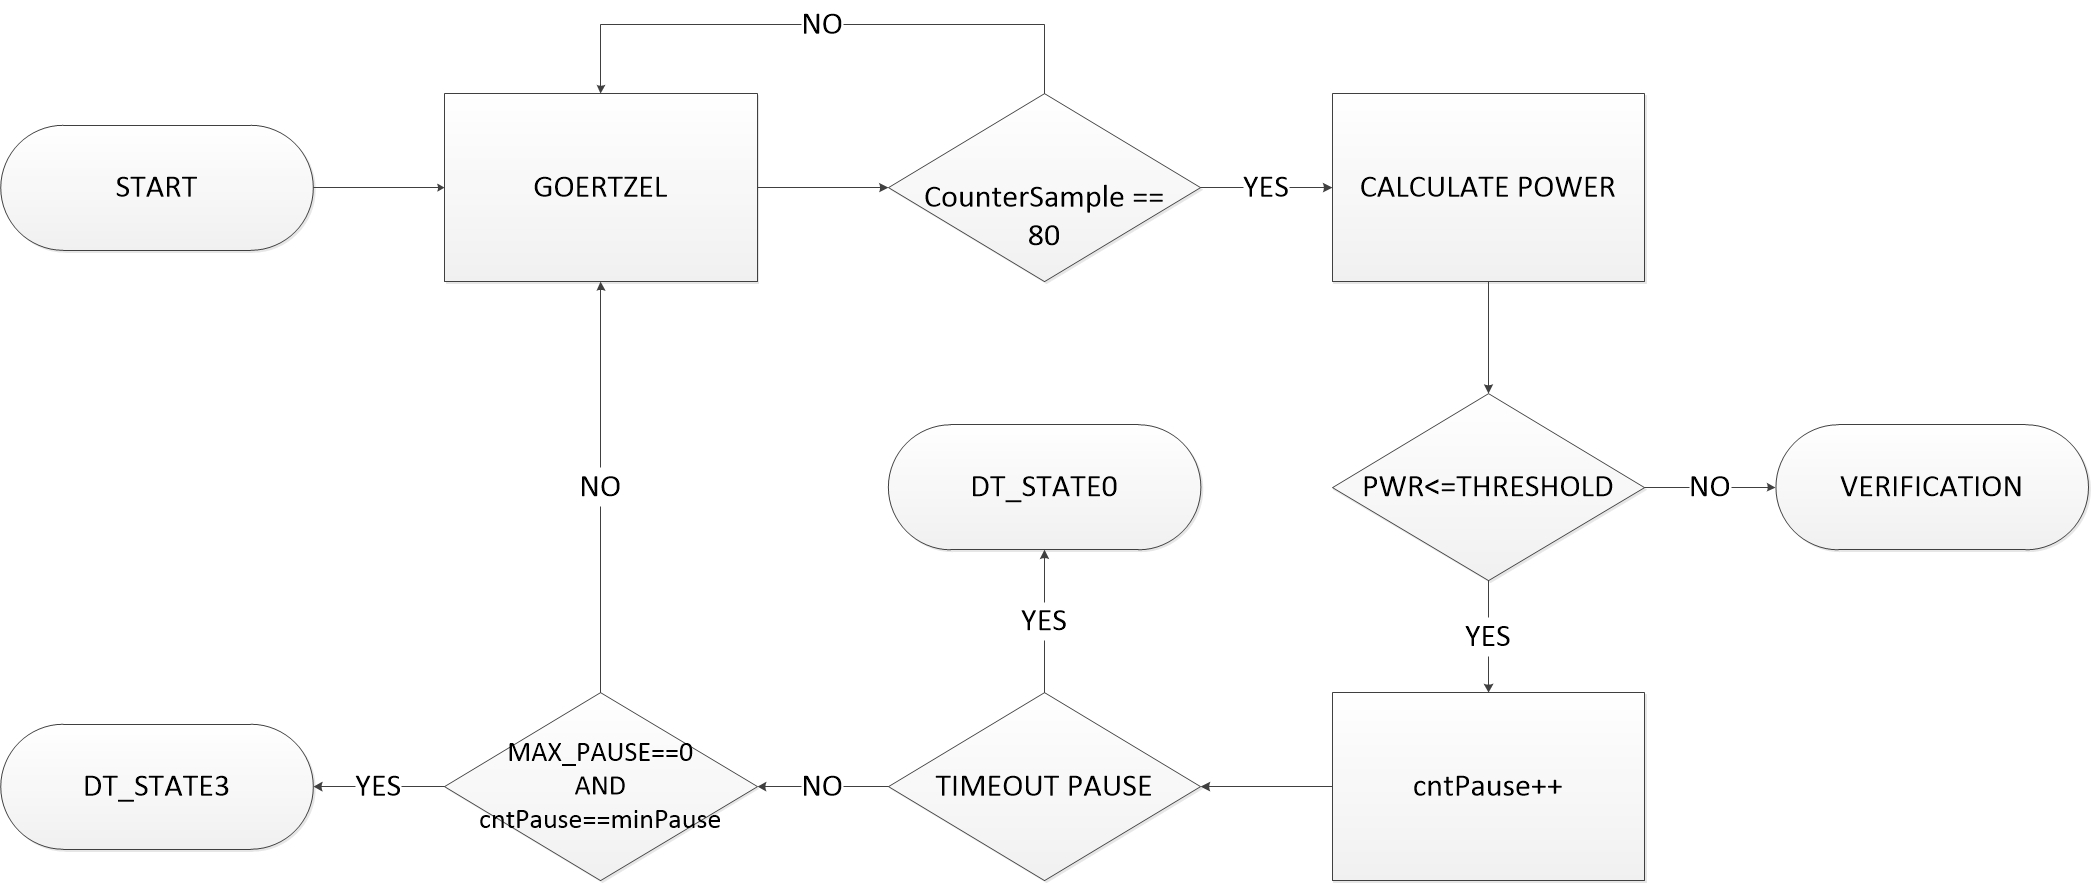 NO
START
GOERTZEL
CounterSample ==
80
YES
CALCULATE POWER
NO
DT_STATE0
PWR<=THRESHOLD
NO
VERIFICATION
YES
YES
MAX_PAUSE==0
AND
cntPause==minPause
DT_STATE3
YES
NO
TIMEOUT PAUSE
cntPause++